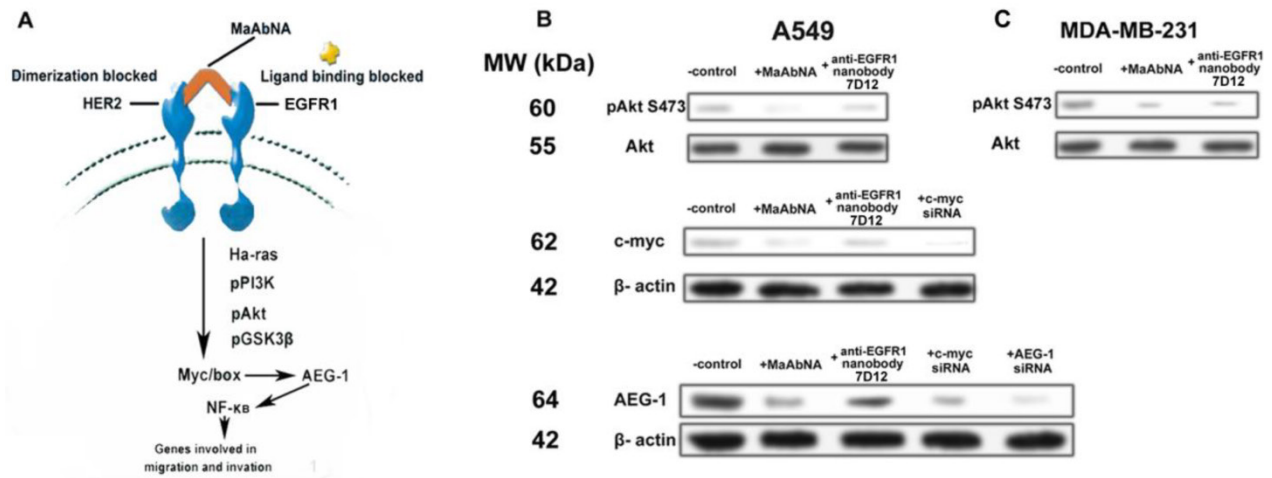 A
MaAbNA
Dimerization blocked
Ligand binding blocked
HER2
EGFR1
Ha-ras
pPI3K
pAkt
pGSK3β
Myc/box
AEG-1
NF-κB
Genes involved in
migration and invation
1
B
A549
MW (kDa)
-control
+MaAbNA
+ anti-EGFR1
nanobody
7D12
60
pAkt S473
55
Akt
-control
+MaAbNA
+ anti-EGFR1
nanobody
7D12
+c-myc
siRNA
62
c-myc
42
β- actin
-control
+MaAbNA
+ anti-EGFR1
nanobody
7D12
+c-myc
siRNA
+AEG-1
siRNA
64
AEG-1
42
β- actin
C
MDA-MB-231
-control
+MaAbNA
+ anti-EGFR1
nanobody
7D12
pAkt S473
Akt